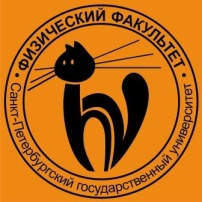 • ФИЗИЧЕСКИЙ ФАКУЛЬТЕТ •
Санкт-Петербургский государственный университет